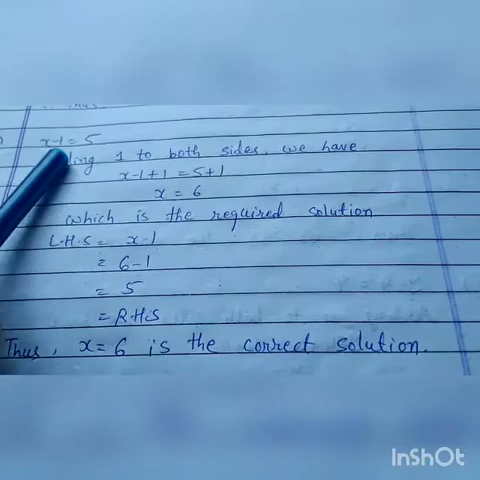 x-1 = 5
1 to both sides, we have
x-1+1 = 5+1
x = 6
which is the required solution
L.H.S = x-1
= 6-1
= 5
= R.H.S
Thus, x=6 is the correct solution.
InShOt